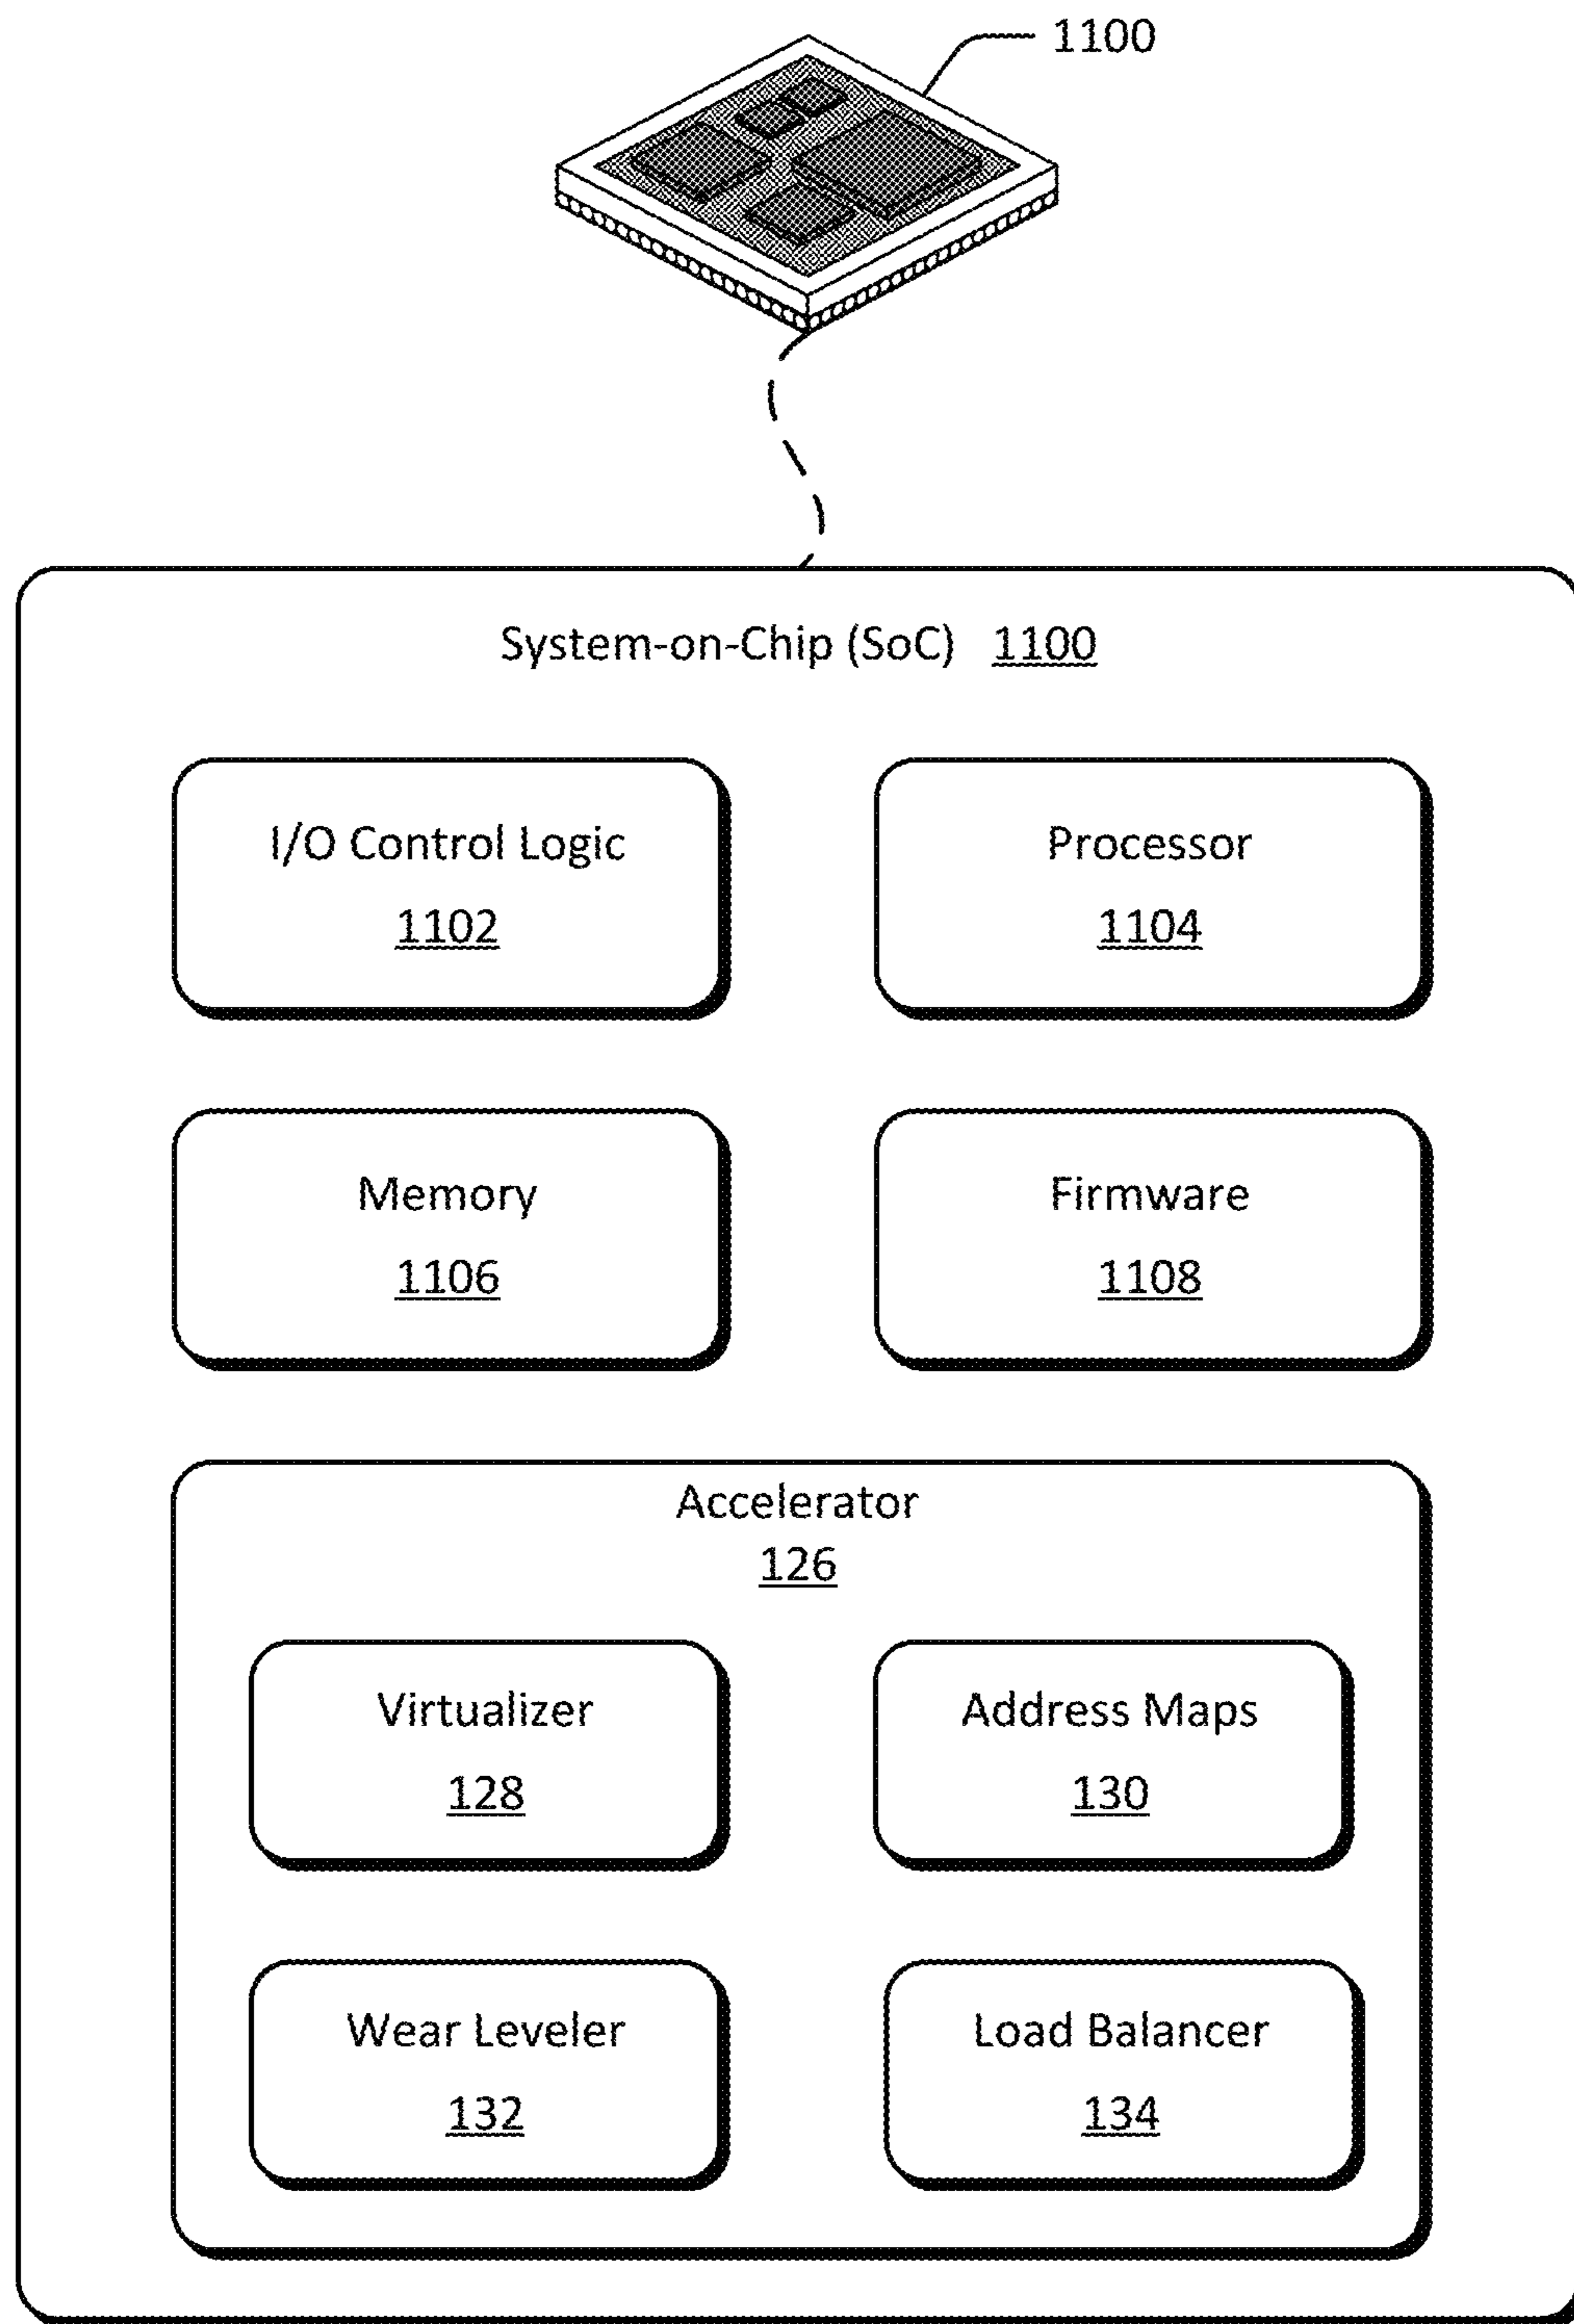 1100
System-on-Chip (SoC) 1100
I/O Control Logic
1102
Processor
1104
Memory
1106
Firmware
1108
Accelerator
126
Virtualizer
128
Address Maps
130
Wear Leveler
132
Load Balancer
134